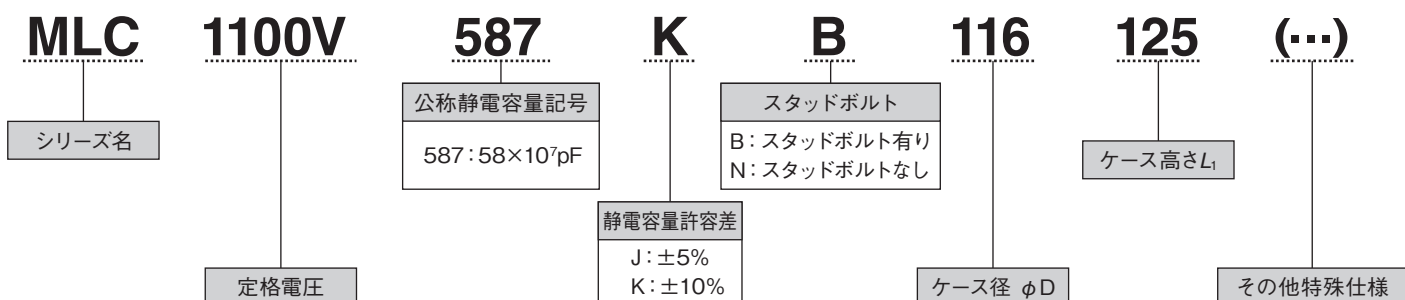 MLC 1100V 587 K B 116 125 (…)
シリーズ名
定格電圧
公称静電容量記号
587：58×10⁷pF
静電容量許容差
J：±5%
K：±10%
スタッドボルト
B：スタッドボルト有り
N：スタッドボルトなし
ケース径 φD
ケース高さL₁
その他特殊仕様